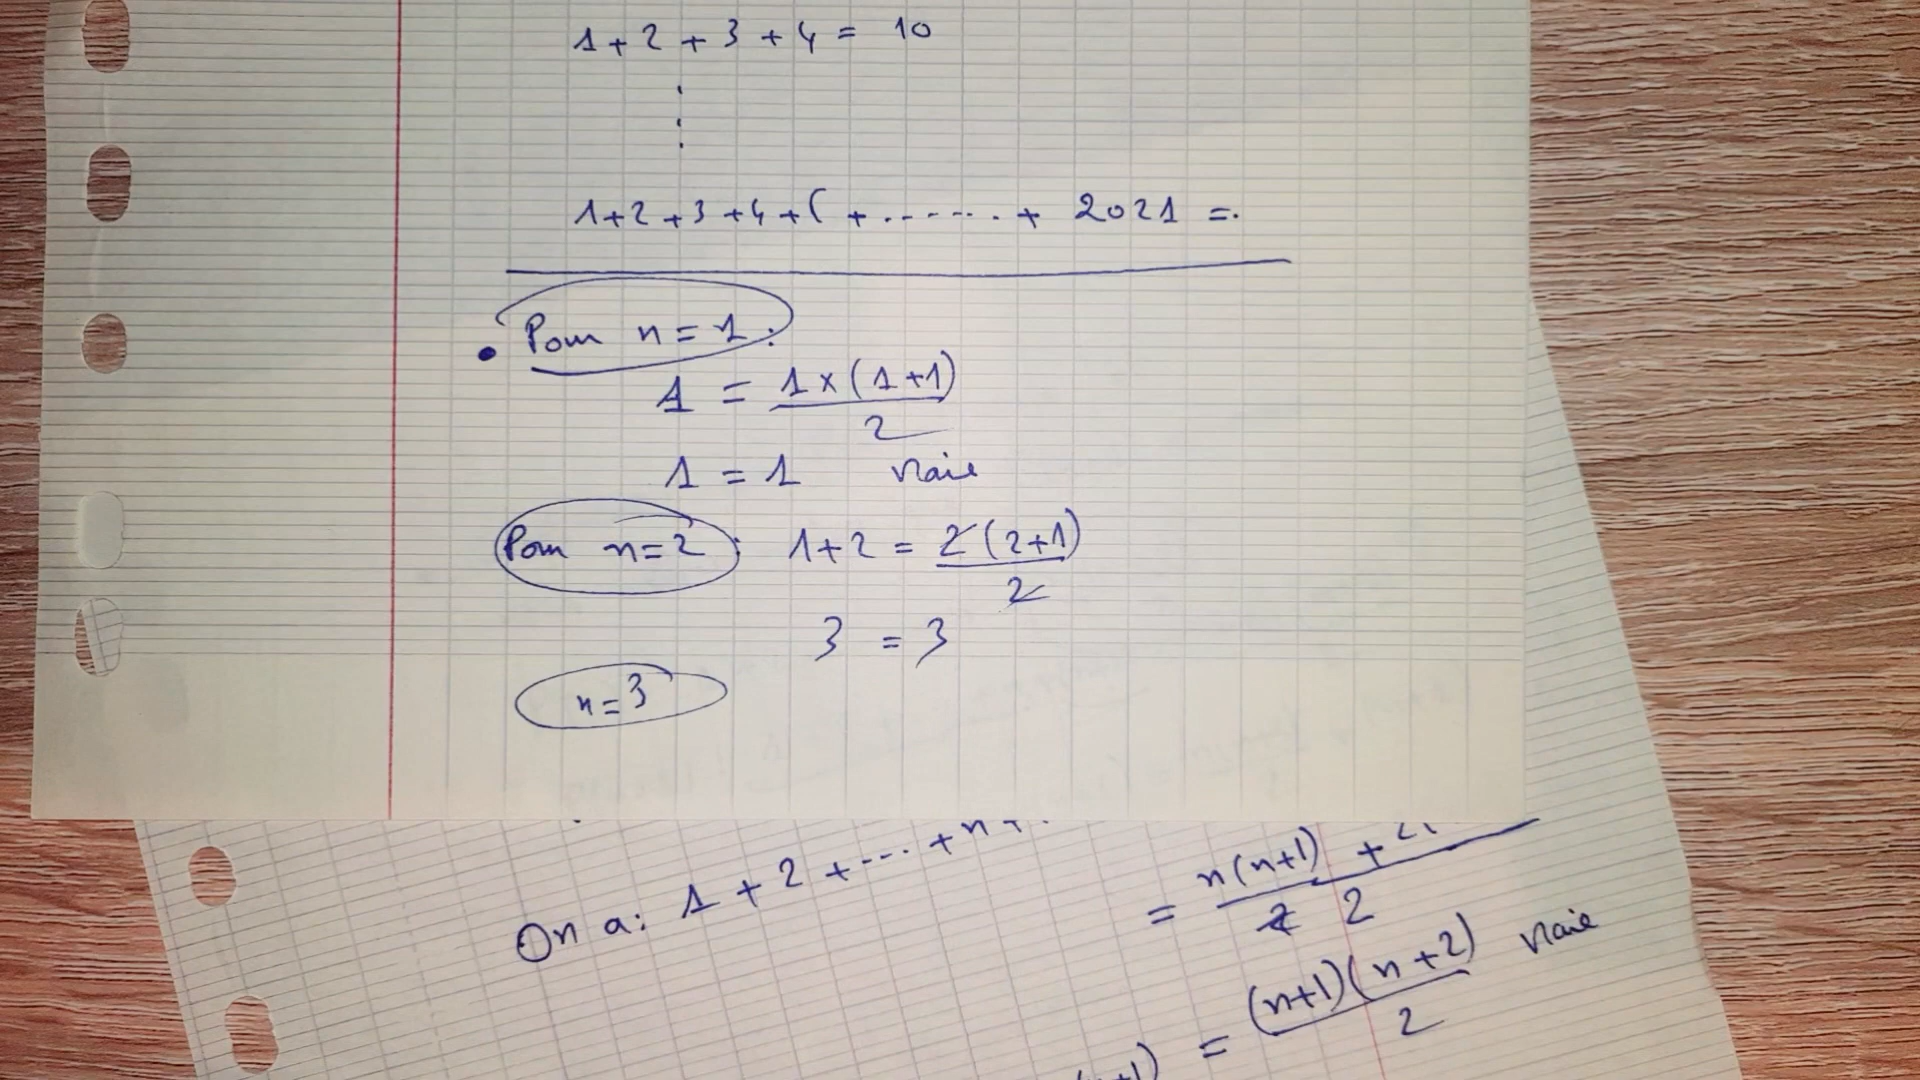 1 + 2 + 3 + 4 = 10
⋮
1 + 2 + 3 + 4 + ( + ....... + 2021 = .
• Pour n = 1 :
1 = 1 × (1 + 1) / 2
1 = 1 vraie
Pour n = 2 : 1 + 2 = 2(2 + 1) / 2
3 = 3
n = 3
On a : 1 + 2 + ... + n +
= n(n+1) + / 2 2
= (n+1)(n+2) / 2 vraie